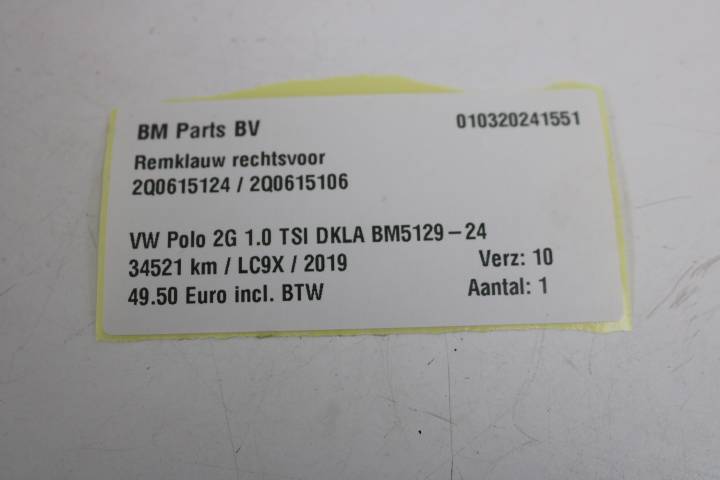 BM Parts BV 010320241551
Remklauw rechtsvoor
2Q0615124 / 2Q0615106
VW Polo 2G 1.0 TSI DKLA BM5129-24
34521 km / LC9X / 2019 Verz: 10
49.50 Euro incl. BTW Aantal: 1